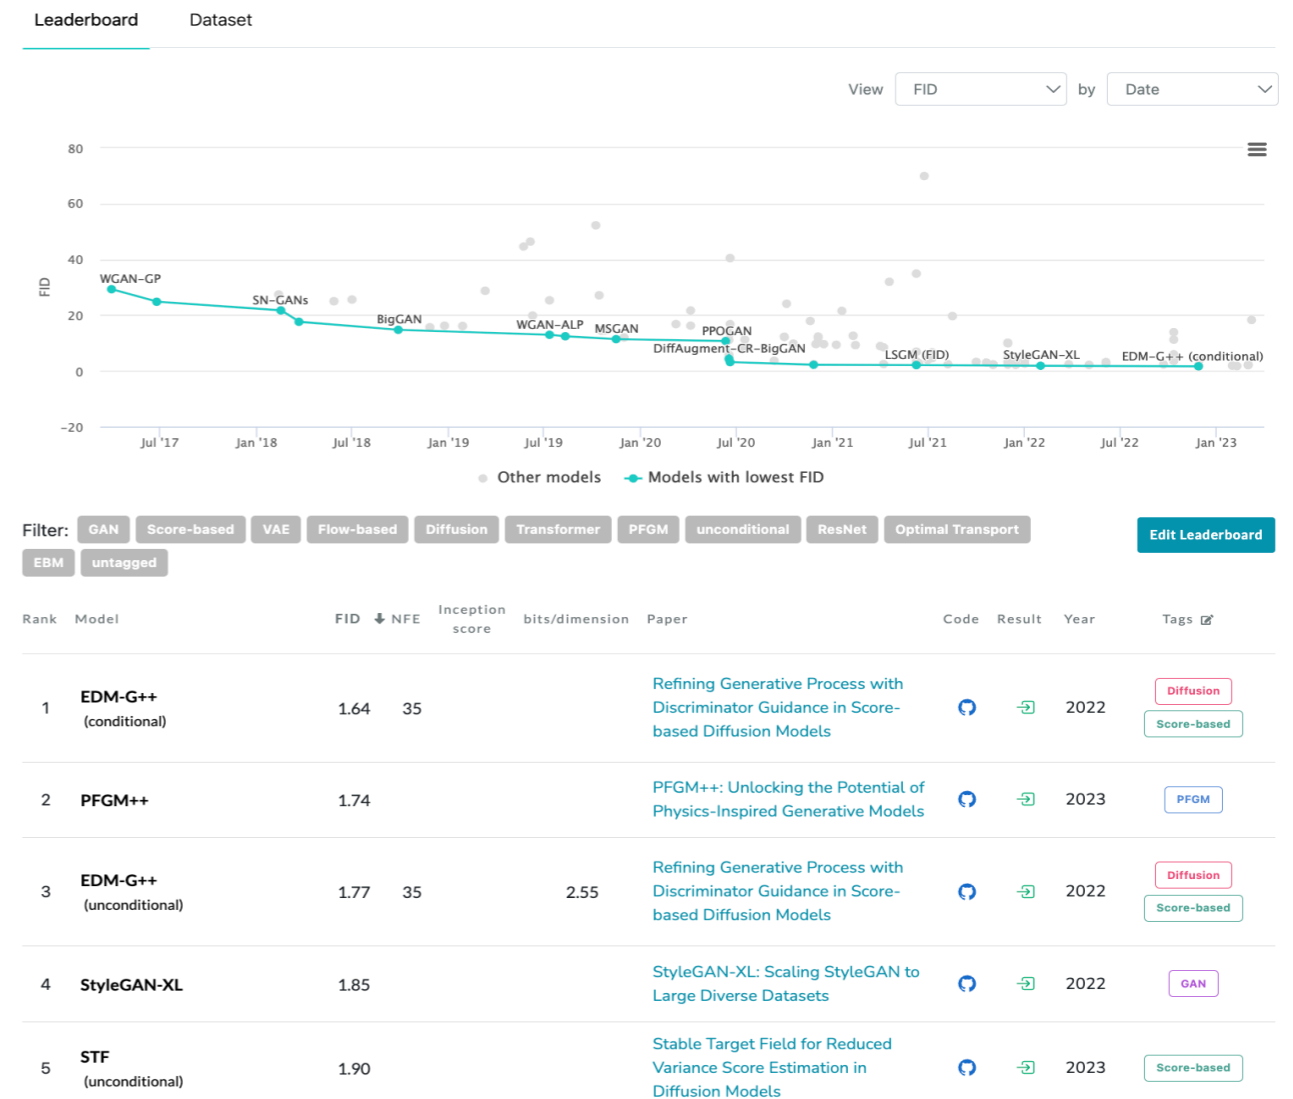 Leaderboard Dataset
View FID by Date
80
60
40
20
0
-20
FID
WGAN-GP
SN-GANs
BigGAN
WGAN-ALP
MSGAN
PPOGAN
DiffAugment-CR-BigGAN
LSGM (FID)
StyleGAN-XL
EDM-G++ (conditional)
Jul '17 Jan '18 Jul '18 Jan '19 Jul '19 Jan '20 Jul '20 Jan '21 Jul '21 Jan '22 Jul '22 Jan '23
Other models Models with lowest FID
Filter: GAN Score-based VAE Flow-based Diffusion Transformer PFGM unconditional ResNet Optimal Transport
EBM untagged
Edit Leaderboard
Rank Model FID NFE Inception score bits/dimension Paper Code Result Year Tags
1 EDM-G++ (conditional) 1.64 35
Refining Generative Process with
Discriminator Guidance in Score-
based Diffusion Models
2022 Diffusion
Score-based
2 PFGM++ 1.74
PFGM++: Unlocking the Potential of
Physics-Inspired Generative Models
2023 PFGM
3 EDM-G++ (unconditional) 1.77 35 2.55
Refining Generative Process with
Discriminator Guidance in Score-
based Diffusion Models
2022 Diffusion
Score-based
4 StyleGAN-XL 1.85
StyleGAN-XL: Scaling StyleGAN to
Large Diverse Datasets
2022 GAN
5 STF (unconditional) 1.90
Stable Target Field for Reduced
Variance Score Estimation in
Diffusion Models
2023 Score-based